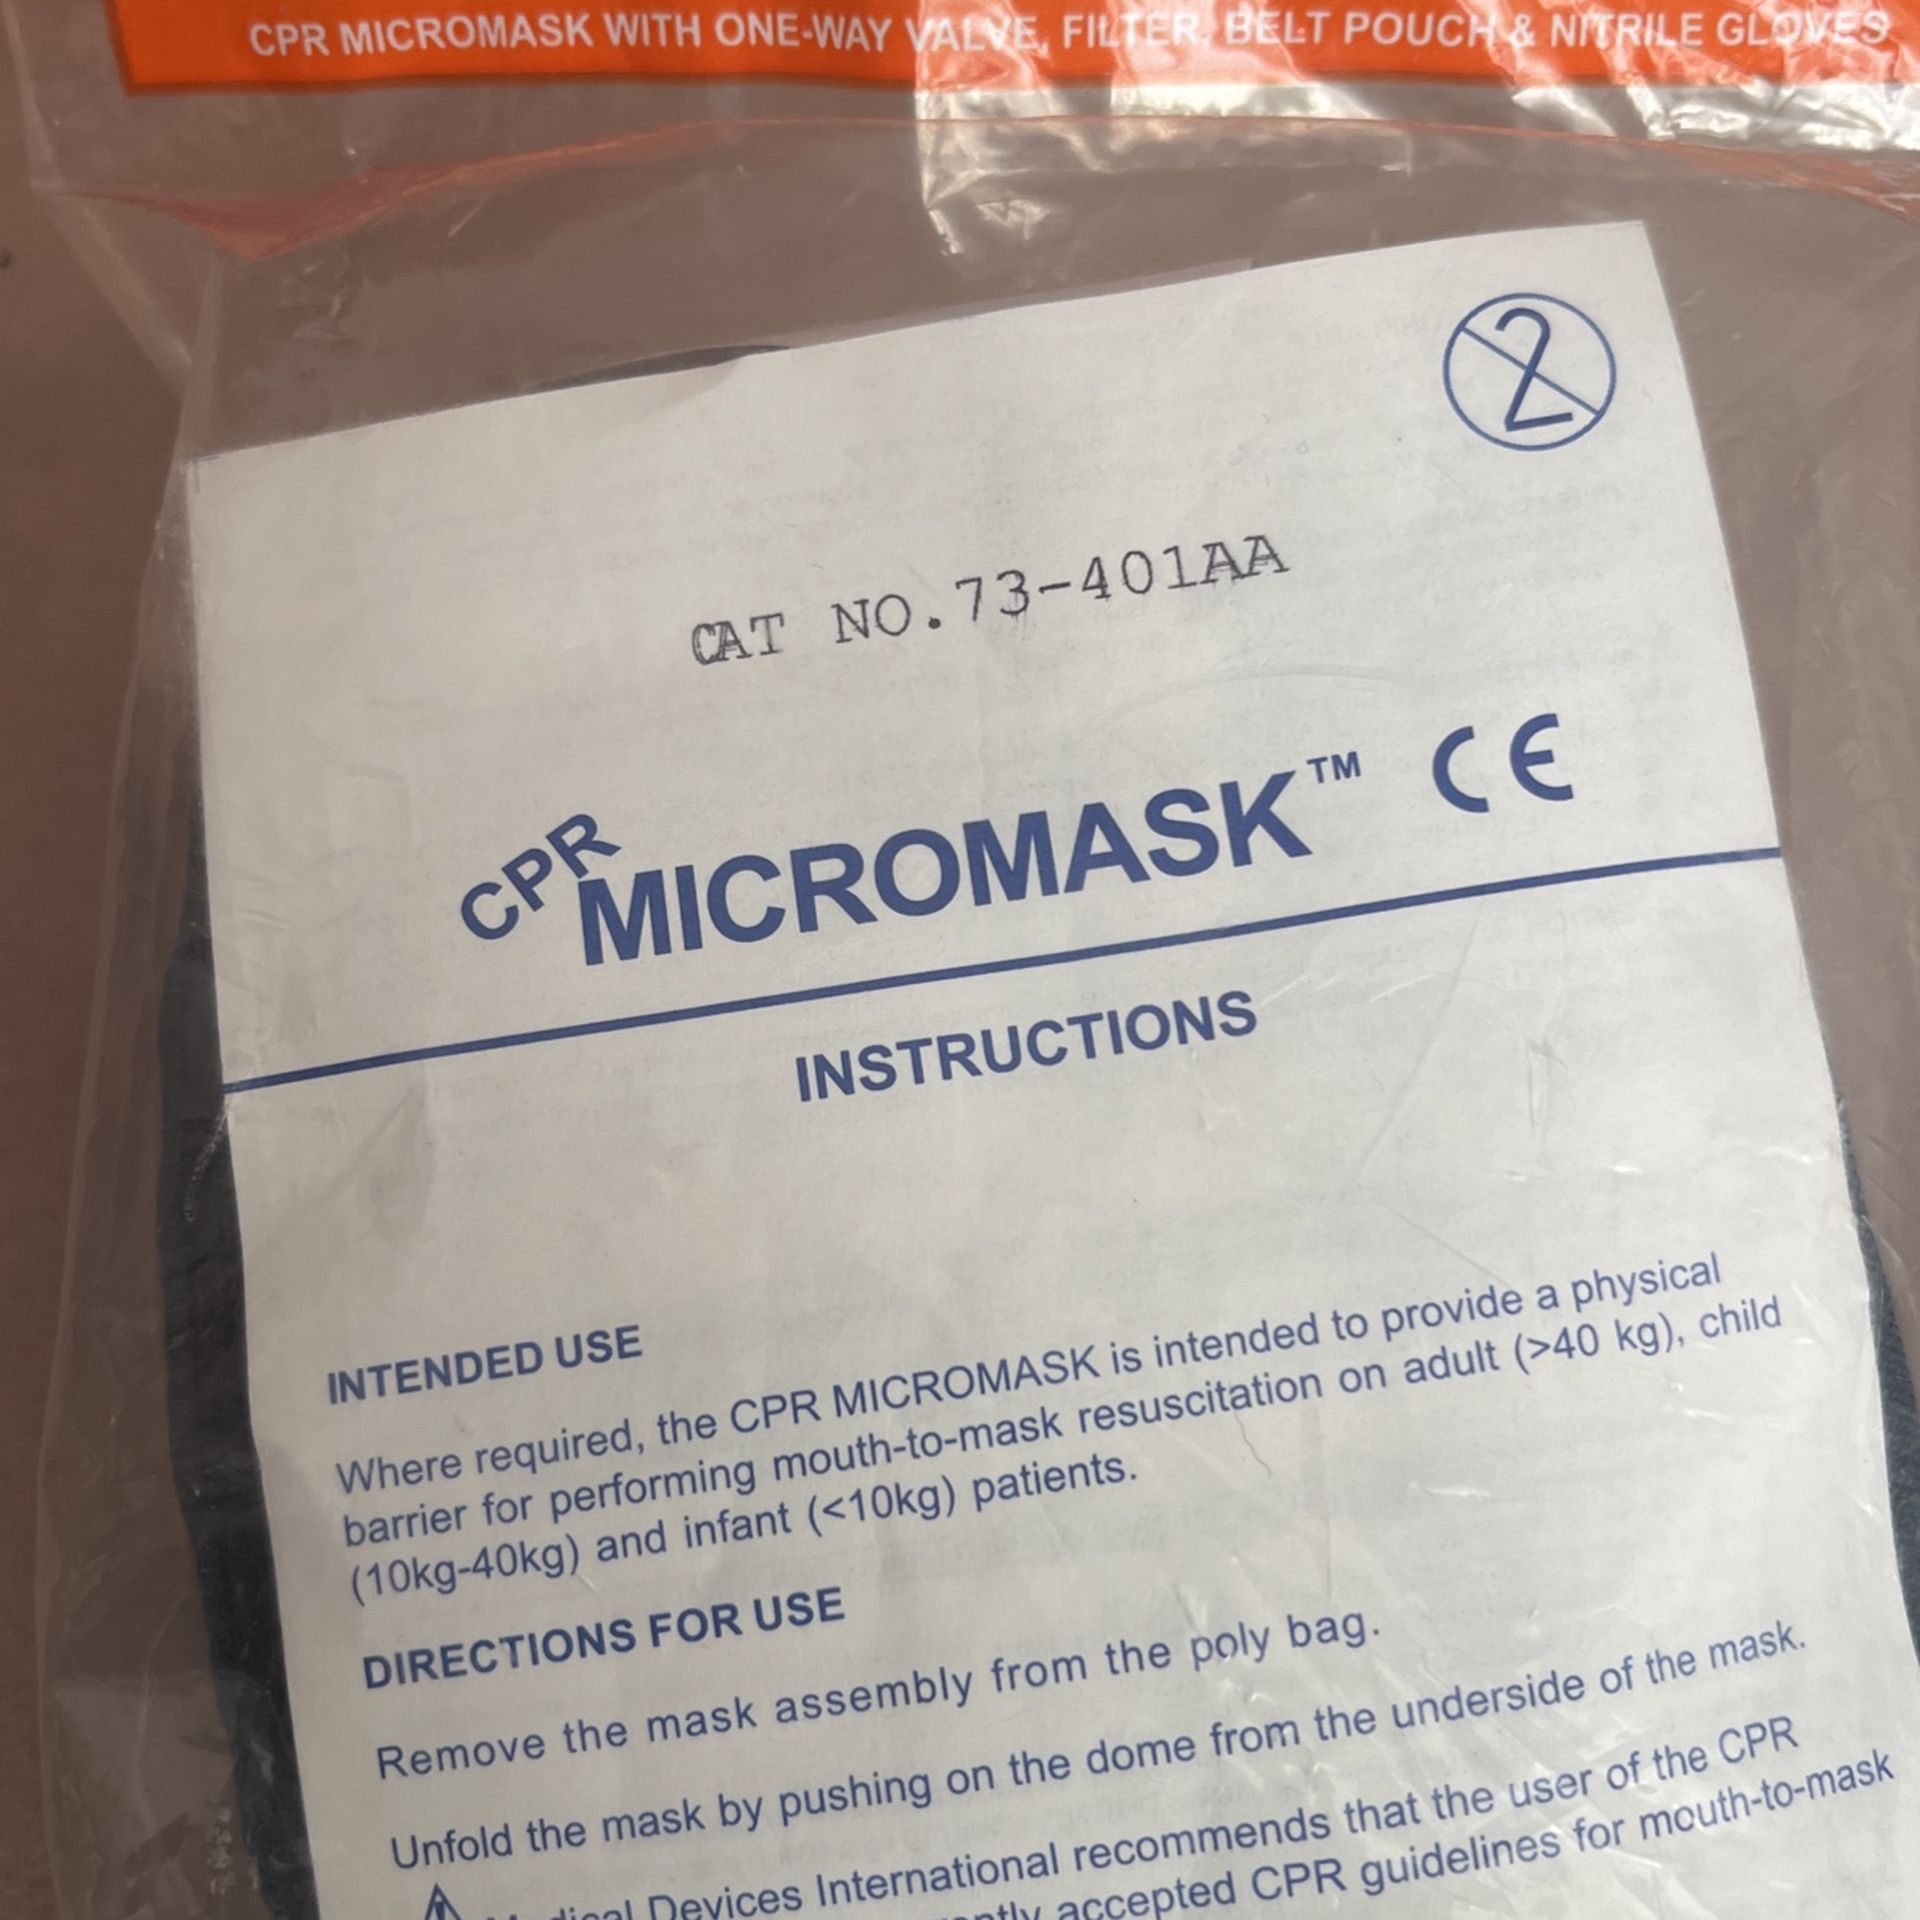 CPR MICROMASK WITH ONE-WAY VALVE, FILTER, BELT POUCH & NITRILE GLOVES
2
CAT NO.73-401AA
CPR MICROMASK™ CE
INSTRUCTIONS
INTENDED USE
Where required, the CPR MICROMASK is intended to provide a physical
barrier for performing mouth-to-mask resuscitation on adult (>40 kg), child
(10kg-40kg) and infant (<10kg) patients.
DIRECTIONS FOR USE
Remove the mask assembly from the poly bag.
Unfold the mask by pushing on the dome from the underside of the mask.
Devices International recommends that the user of the CPR
accepted CPR guidelines for mouth-to-mask